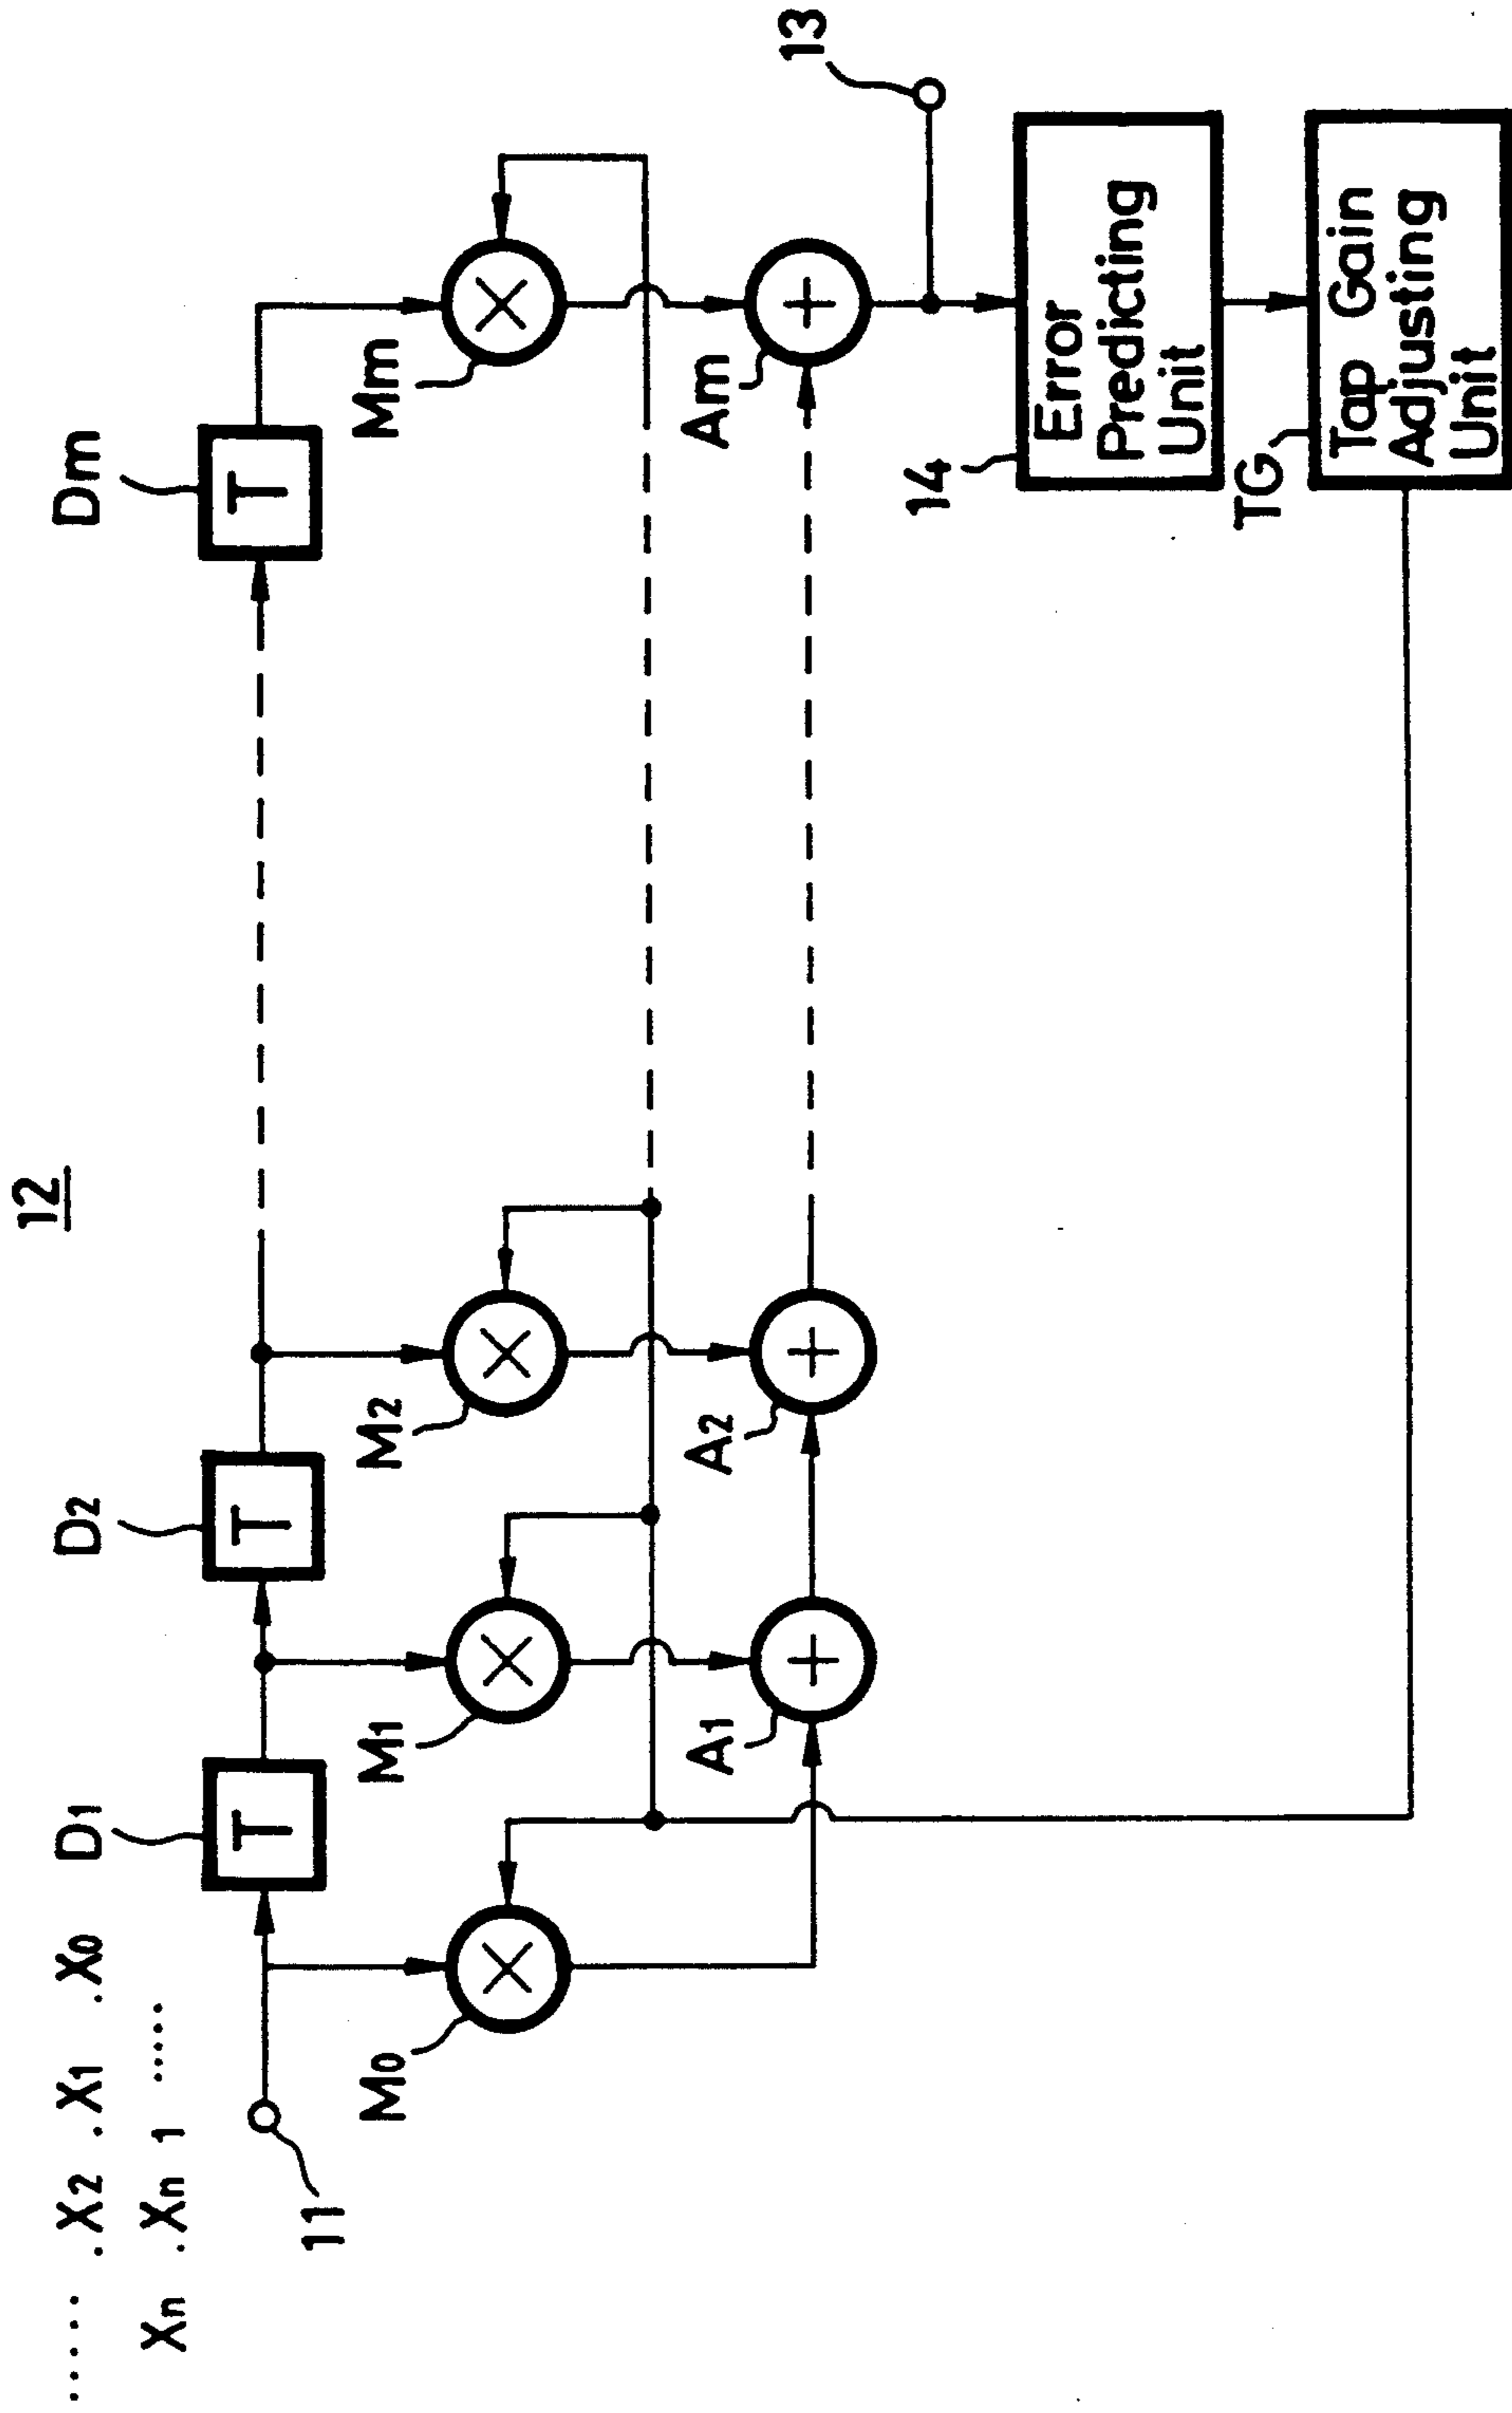 12
..... .X2 .X1 .X0
Xn .Xn 1 .....
D1
D2
Dm
T
T
T
11
M0
M1
M2
Mm
×
×
×
×
A1
A2
Am
+
+
+
13
14
Error
Predicting
Unit
TG
Tap Gain
Adjusting
Unit